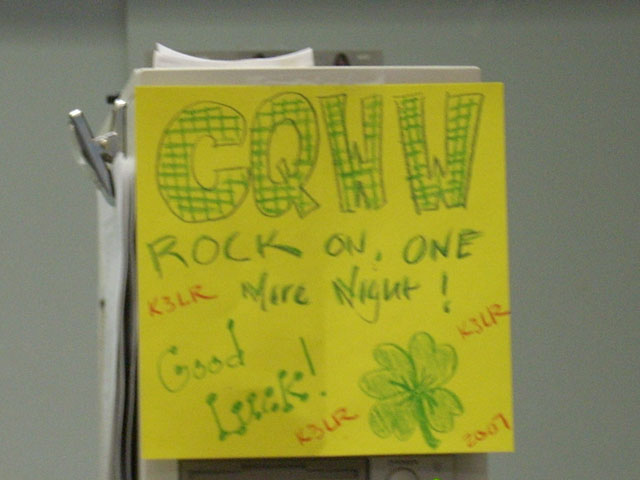 CQWW
ROCK ON, ONE
More Night!
K3LR
K3LR
Good
Luck!
K3LR
2007